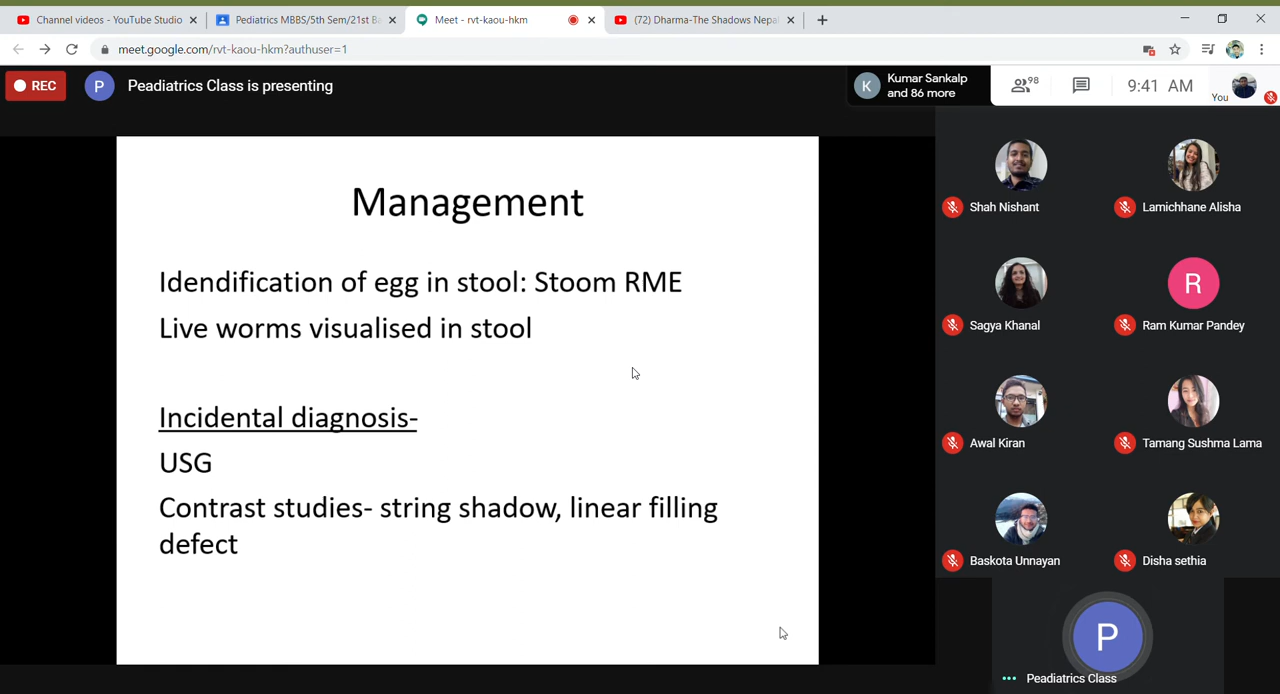 Channel videos - YouTube Studio
Pediatrics MBBS/5th Sem/21st Ba
Meet - rvt-kaou-hkm
(72) Dharma-The Shadows Nepal
meet.google.com/rvt-kaou-hkm?authuser=1
REC
P
Peadiatrics Class is presenting
K
Kumar Sankalp
and 86 more
98
9:41 AM
You
Management
Idendification of egg in stool: Stoom RME
Live worms visualised in stool
Incidental diagnosis-
USG
Contrast studies- string shadow, linear filling
defect
Shah Nishant
Lamichhane Alisha
Sagya Khanal
R
Ram Kumar Pandey
Awal Kiran
Tamang Sushma Lama
Baskota Unnayan
Disha sethia
P
Peadiatrics Class